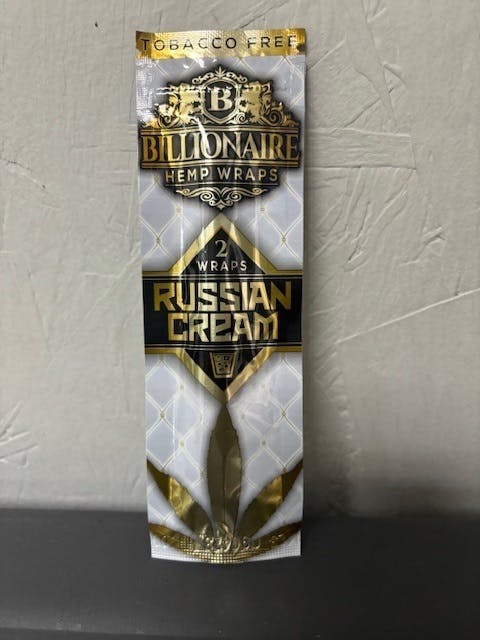 TOBACCO FREE
B
BILLIONAIRE
HEMP WRAPS
2
WRAPS
RUSSIAN
CREAM